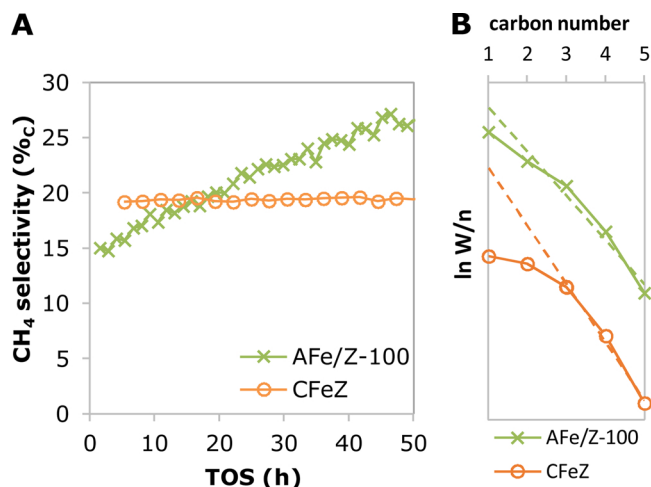 A
CH₄ selectivity (%C)
30
25
20
15
10
5
0
0 10 20 30 40 50
TOS (h)
AFe/Z-100
CFeZ
B
carbon number
1 2 3 4 5
ln W/n
AFe/Z-100
CFeZ